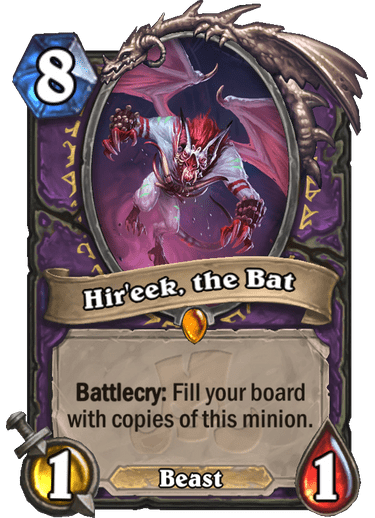 8
Hir'eek, the Bat
Battlecry: Fill your board
with copies of this minion.
1
Beast
1